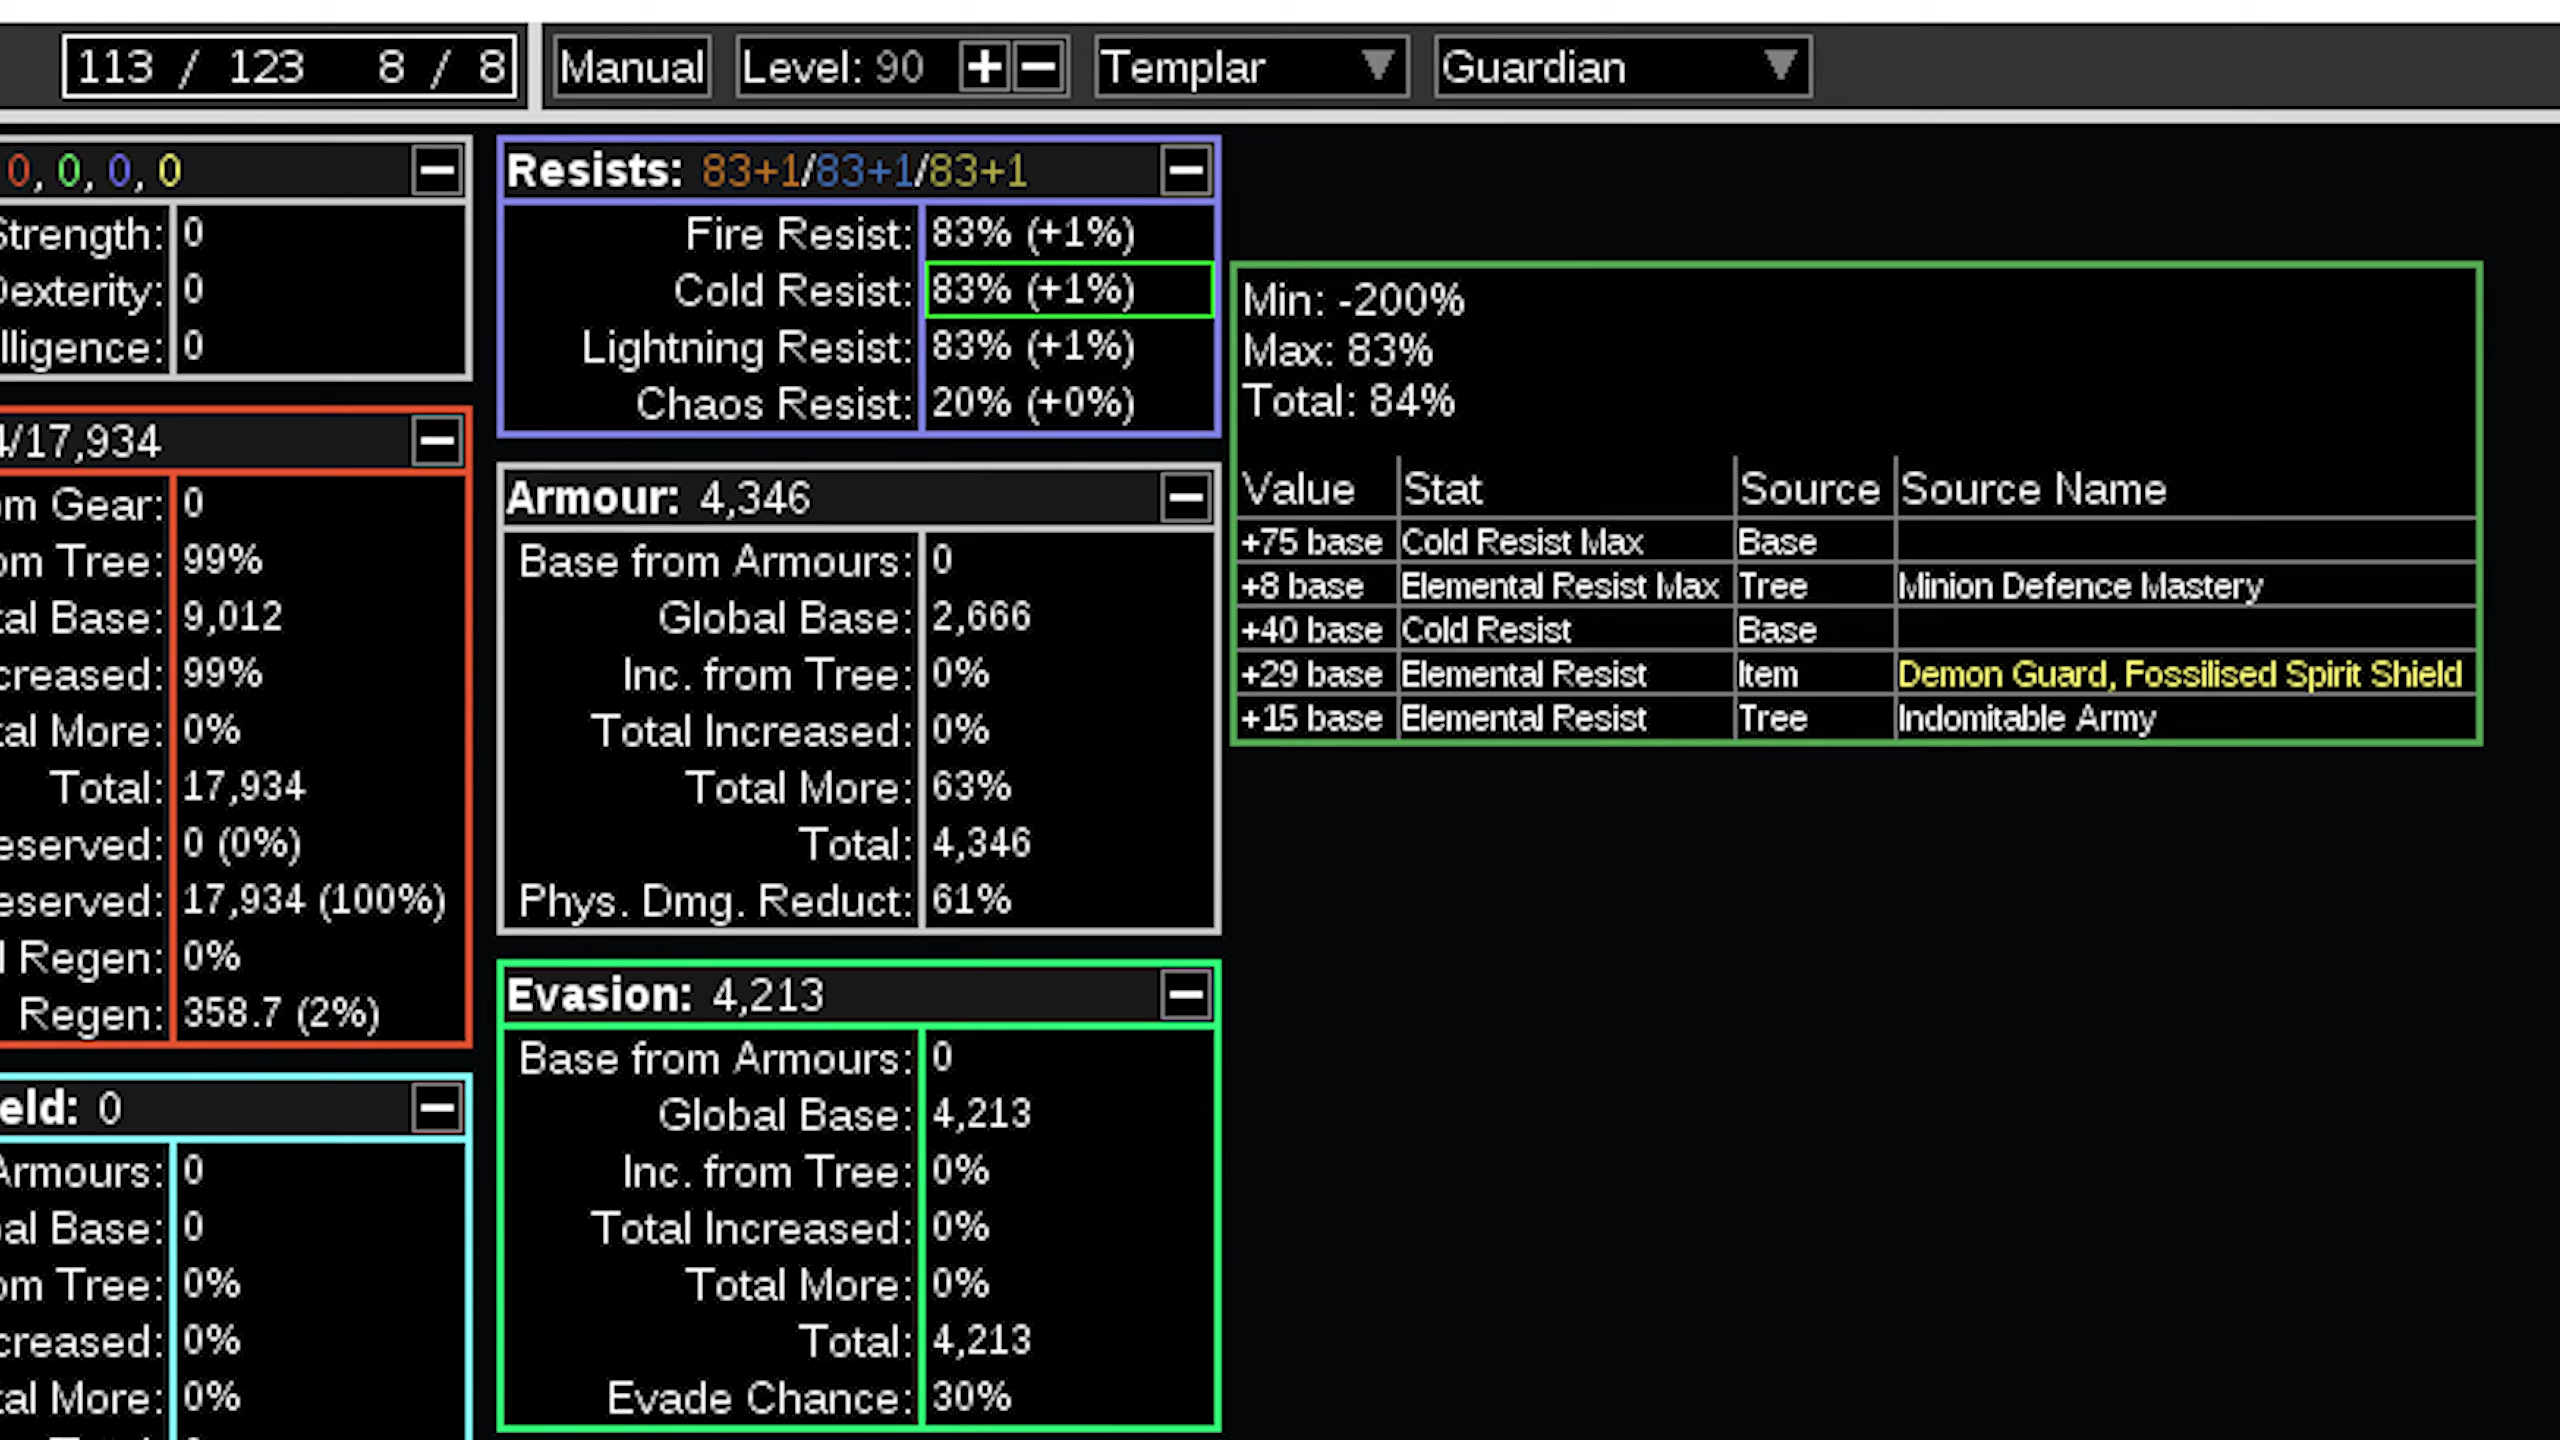 113 / 123 8 / 8 Manual Level: 90 + − Templar Guardian
0, 0, 0, 0
Strength: 0
Dexterity: 0
lligence: 0
4/17,934
om Gear: 0
om Tree: 99%
tal Base: 9,012
creased: 99%
tal More: 0%
Total: 17,934
eserved: 0 (0%)
eserved: 17,934 (100%)
l Regen: 0%
Regen: 358.7 (2%)
eld: 0
Armours: 0
bal Base: 0
om Tree: 0%
creased: 0%
tal More: 0%
Resists: 83+1/83+1/83+1
Fire Resist: 83% (+1%)
Cold Resist: 83% (+1%)
Lightning Resist: 83% (+1%)
Chaos Resist: 20% (+0%)
Armour: 4,346
Base from Armours: 0
Global Base: 2,666
Inc. from Tree: 0%
Total Increased: 0%
Total More: 63%
Total: 4,346
Phys. Dmg. Reduct: 61%
Evasion: 4,213
Base from Armours: 0
Global Base: 4,213
Inc. from Tree: 0%
Total Increased: 0%
Total More: 0%
Total: 4,213
Evade Chance: 30%
Min: -200%
Max: 83%
Total: 84%
Value Stat Source Source Name
+75 base Cold Resist Max Base
+8 base Elemental Resist Max Tree Minion Defence Mastery
+40 base Cold Resist Base
+29 base Elemental Resist Item Demon Guard, Fossilised Spirit Shield
+15 base Elemental Resist Tree Indomitable Army